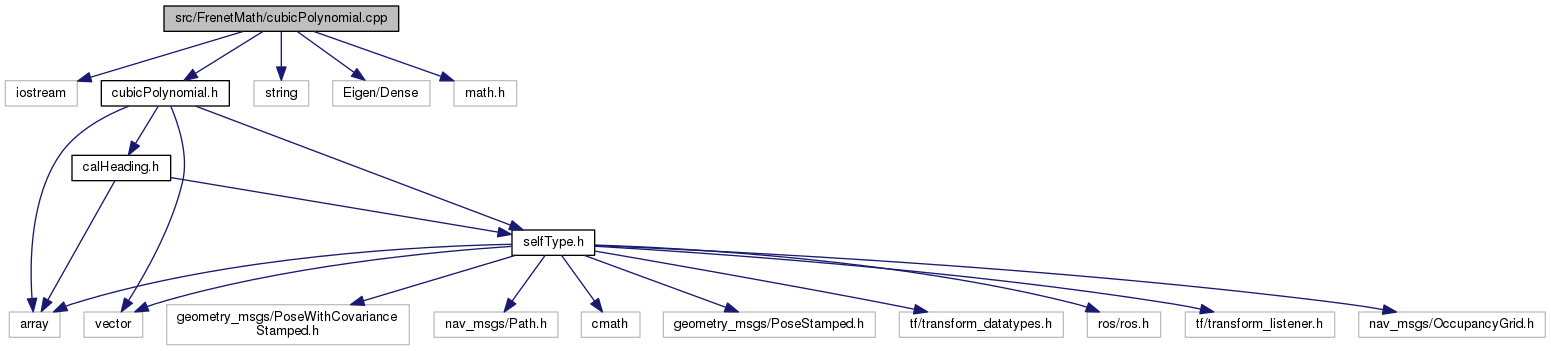 src/FrenetMath/cubicPolynomial.cpp
iostream
cubicPolynomial.h
string
Eigen/Dense
math.h
calHeading.h
selfType.h
array
vector
geometry_msgs/PoseWithCovariance
Stamped.h
nav_msgs/Path.h
cmath
geometry_msgs/PoseStamped.h
tf/transform_datatypes.h
ros/ros.h
tf/transform_listener.h
nav_msgs/OccupancyGrid.h